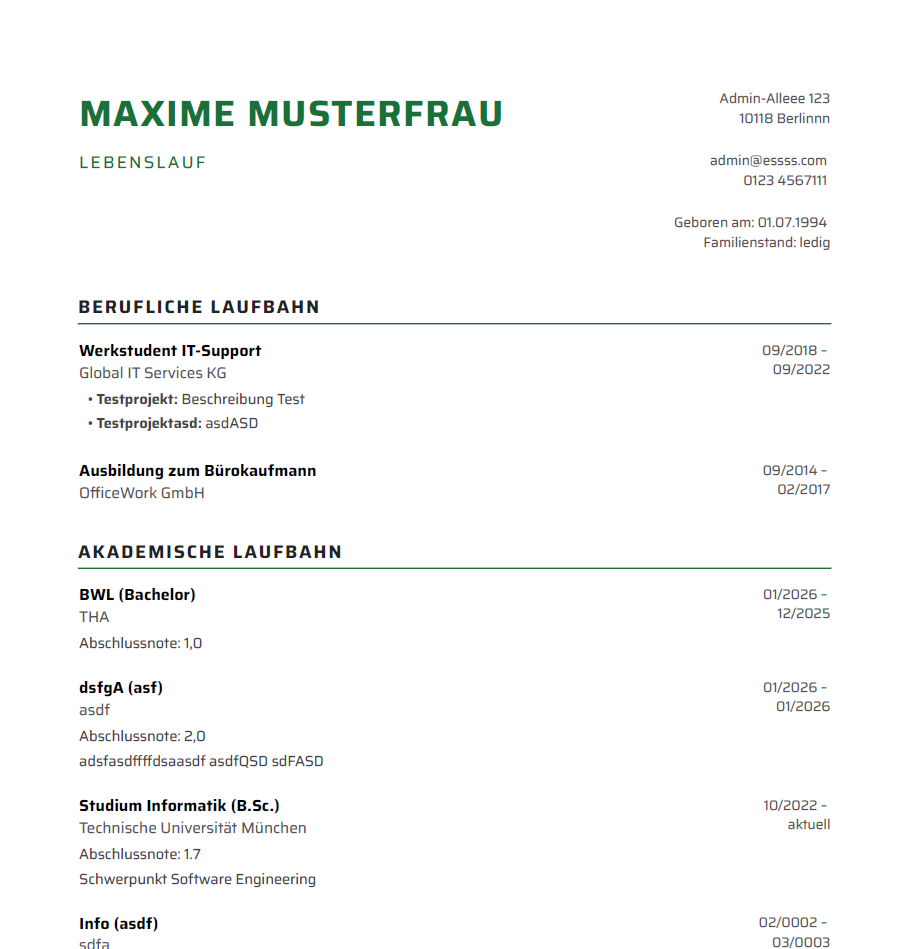 MAXIME MUSTERFRAU
LEBENSLAUF
Admin-Alleee 123
10118 Berlinnn
admin@essss.com
0123 4567111
Geboren am: 01.07.1994
Familienstand: ledig
BERUFLICHE LAUFBAHN
Werkstudent IT-Support
09/2018 –
Global IT Services KG
09/2022
• Testprojekt: Beschreibung Test
• Testprojektasd: asdASD
Ausbildung zum Bürokaufmann
09/2014 –
OfficeWork GmbH
02/2017
AKADEMISCHE LAUFBAHN
BWL (Bachelor)
01/2026 –
THA
12/2025
Abschlussnote: 1,0
dsfgA (asf)
01/2026 –
asdf
01/2026
Abschlussnote: 2,0
adsfasdffffdsaasdf asdfQSD sdFASD
Studium Informatik (B.Sc.)
10/2022 –
Technische Universität München
aktuell
Abschlussnote: 1.7
Schwerpunkt Software Engineering
Info (asdf)
02/0002 –
sdfa
03/0003